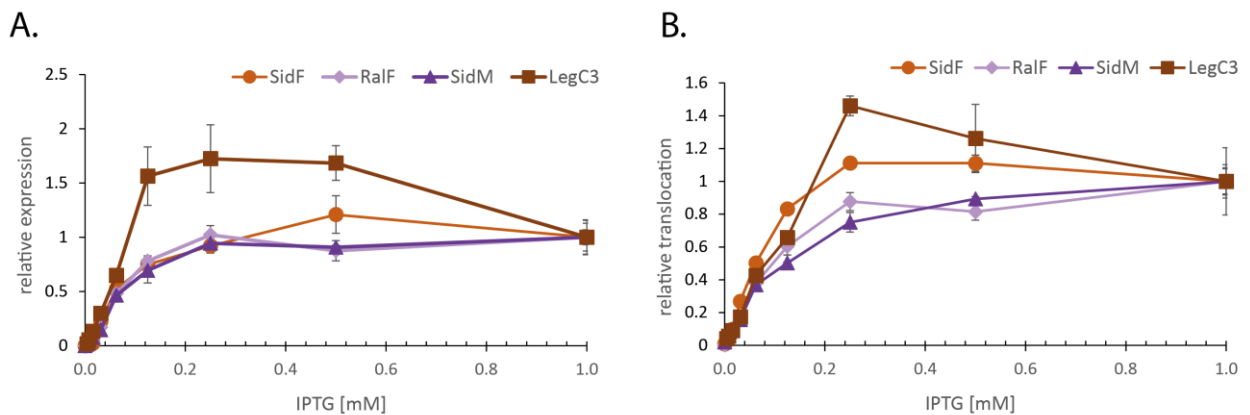 A.
SidF RalF SidM LegC3
2.5
2
1.5
1
0.5
0
0.0 0.2 0.4 0.6 0.8 1.0
relative expression
IPTG [mM]
B.
SidF RalF SidM LegC3
1.6
1.4
1.2
1
0.8
0.6
0.4
0.2
0
0.0 0.2 0.4 0.6 0.8 1.0
relative translocation
IPTG [mM]